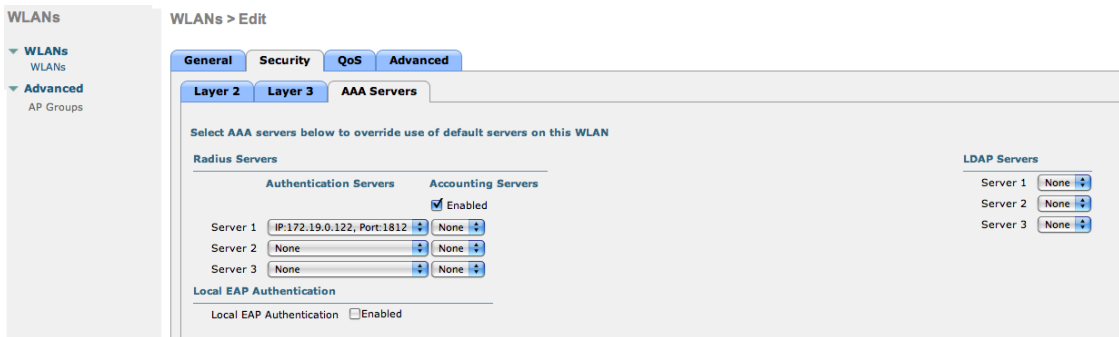 WLANs
WLANs > Edit
WLANs
WLANs
Advanced
AP Groups
General Security QoS Advanced
Layer 2 Layer 3 AAA Servers
Select AAA servers below to override use of default servers on this WLAN
Radius Servers
LDAP Servers
Authentication Servers Accounting Servers
Enabled
Server 1 IP:172.19.0.122, Port:1812 None
Server 2 None None
Server 3 None None
Server 1 None
Server 2 None
Server 3 None
Local EAP Authentication
Local EAP Authentication Enabled